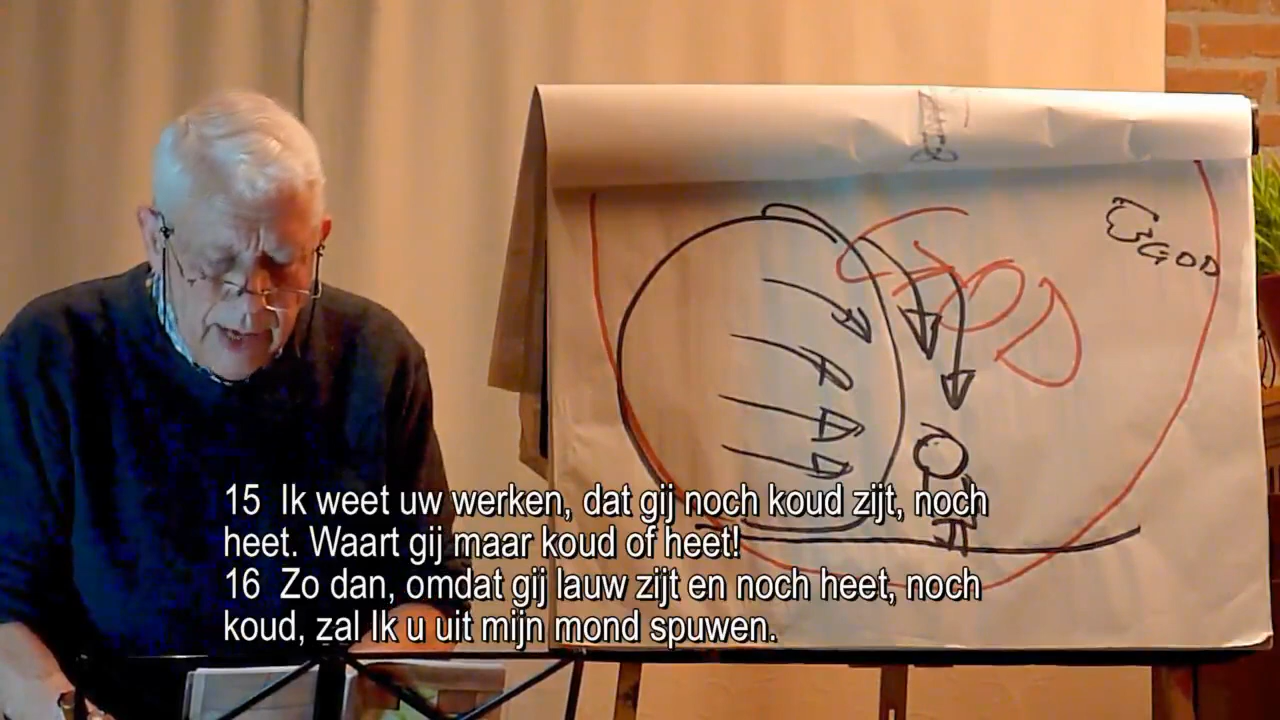 GOD
15 Ik weet uw werken, dat gij noch koud zijt, noch
heet. Waart gij maar koud of heet!
16 Zo dan, omdat gij lauw zijt en noch heet, noch
koud, zal Ik u uit mijn mond spuwen.